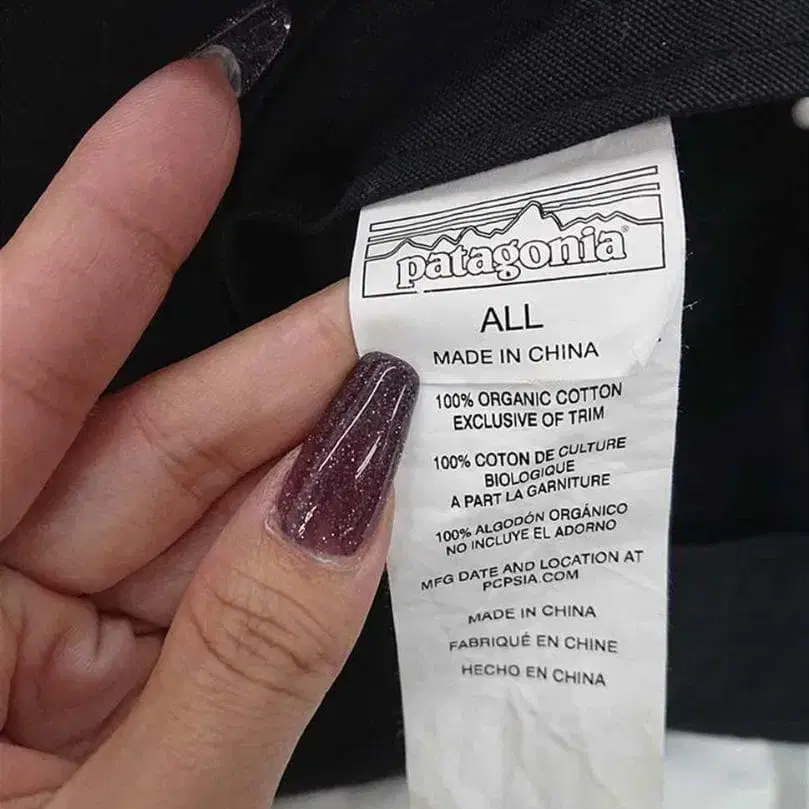 patagonia®
ALL
MADE IN CHINA
100% ORGANIC COTTON
EXCLUSIVE OF TRIM
100% COTON DE CULTURE
BIOLOGIQUE
A PART LA GARNITURE
100% ALGODÓN ORGÁNICO
NO INCLUYE EL ADORNO
MFG DATE AND LOCATION AT
PCPSIA.COM
MADE IN CHINA
FABRIQUÉ EN CHINE
HECHO EN CHINA